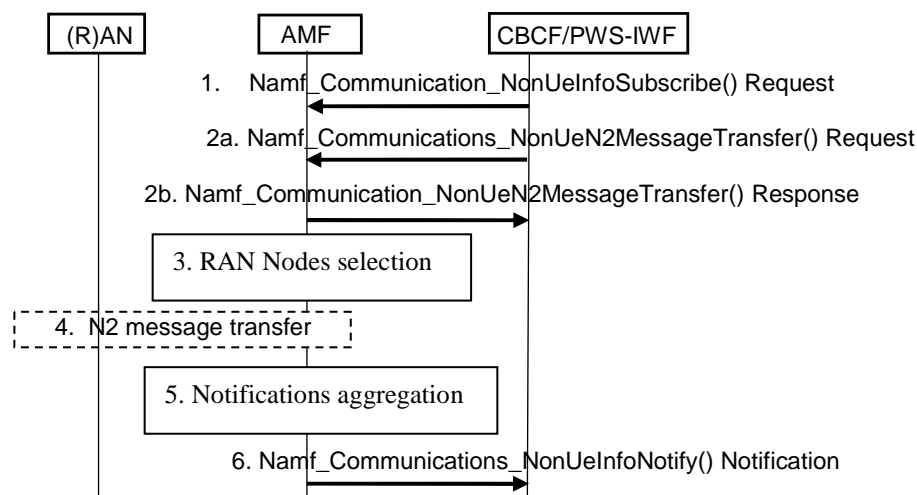 (R)AN AMF CBCF/PWS-IWF
1. Namf_Communication_NonUeInfoSubscribe() Request
2a. Namf_Communications_NonUeN2MessageTransfer() Request
2b. Namf_Communication_NonUeN2MessageTransfer() Response
3. RAN Nodes selection
4. N2 message transfer
5. Notifications aggregation
6. Namf_Communications_NonUeInfoNotify() Notification